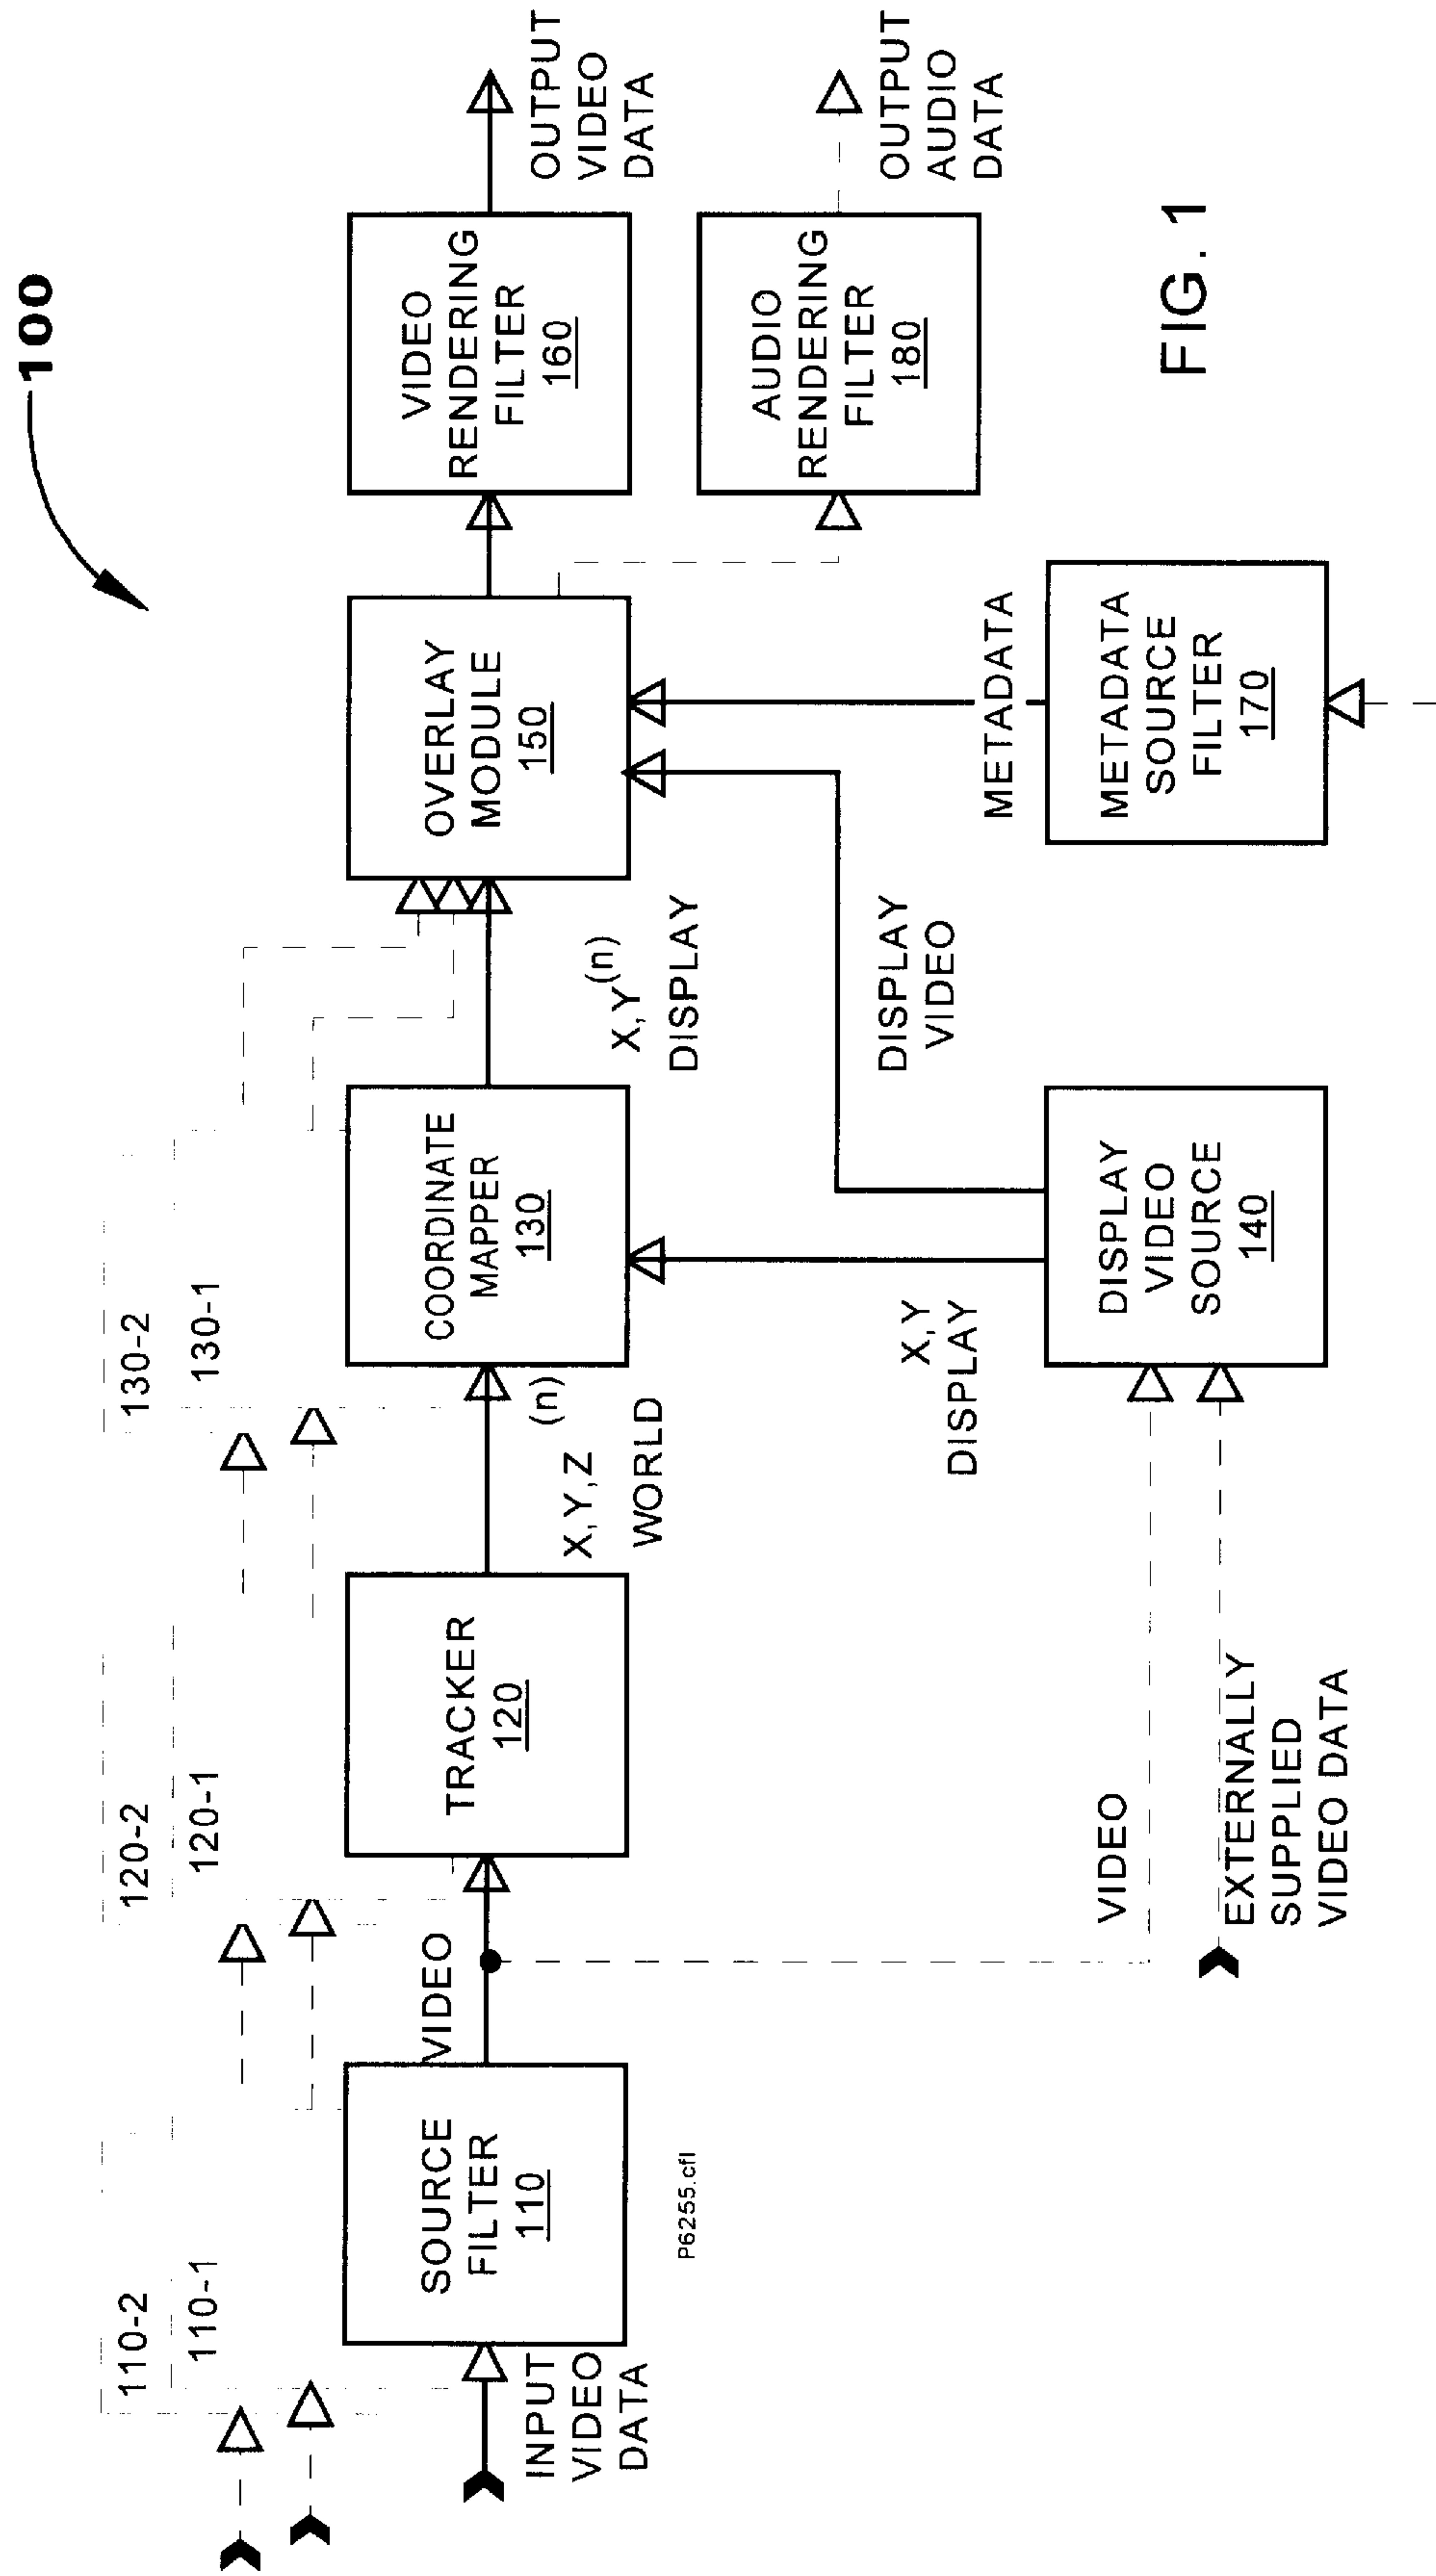 100
110-2
110-1
120-2
120-1
130-2
130-1
INPUT
VIDEO
DATA
SOURCE
FILTER
110
VIDEO
TRACKER
120
X,Y,Z (n)
WORLD
COORDINATE
MAPPER
130
X,Y(n)
DISPLAY
OVERLAY
MODULE
150
VIDEO
RENDERING
FILTER
160
OUTPUT
VIDEO
DATA
AUDIO
RENDERING
FILTER
180
OUTPUT
AUDIO
DATA
P6255.cfl
VIDEO
EXTERNALLY
SUPPLIED
VIDEO DATA
X,Y
DISPLAY
DISPLAY
VIDEO
SOURCE
140
DISPLAY
VIDEO
METADATA
METADATA
SOURCE
FILTER
170
FIG. 1